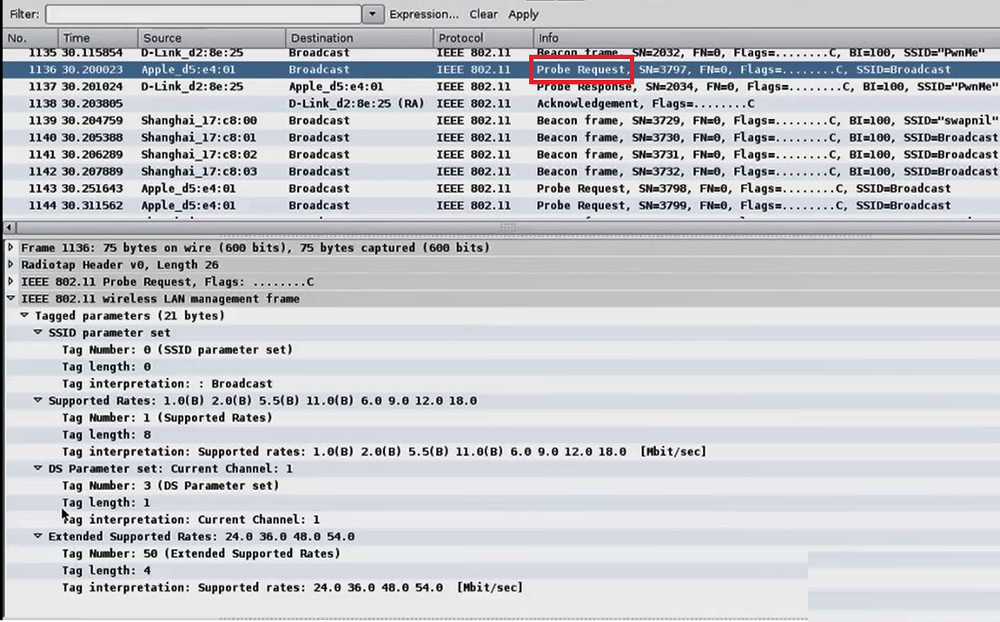 Filter: Expression... Clear Apply
No. Time Source Destination Protocol Info
1135 30.115854 D-Link_d2:8e:25 Broadcast IEEE 802.11 Beacon frame, SN=2032, FN=0, Flags=........C, BI=100, SSID="PwnMe"
1136 30.200023 Apple_d5:e4:01 Broadcast IEEE 802.11 Probe Request, SN=3797, FN=0, Flags=........C, SSID=Broadcast
1137 30.201024 D-Link_d2:8e:25 Apple_d5:e4:01 IEEE 802.11 Probe Response, SN=2034, FN=0, Flags=........C, BI=100, SSID="PwnMe"
1138 30.203805 D-Link_d2:8e:25 (RA) IEEE 802.11 Acknowledgement, Flags=........C
1139 30.204759 Shanghai_17:c8:00 Broadcast IEEE 802.11 Beacon frame, SN=3729, FN=0, Flags=........C, BI=100, SSID="swapnil"
1140 30.205388 Shanghai_17:c8:01 Broadcast IEEE 802.11 Beacon frame, SN=3730, FN=0, Flags=........C, BI=100, SSID=Broadcast
1141 30.206289 Shanghai_17:c8:02 Broadcast IEEE 802.11 Beacon frame, SN=3731, FN=0, Flags=........C, BI=100, SSID=Broadcast
1142 30.207889 Shanghai_17:c8:03 Broadcast IEEE 802.11 Beacon frame, SN=3732, FN=0, Flags=........C, BI=100, SSID=Broadcast
1143 30.251643 Apple_d5:e4:01 Broadcast IEEE 802.11 Probe Request, SN=3798, FN=0, Flags=........C, SSID=Broadcast
1144 30.311562 Apple_d5:e4:01 Broadcast IEEE 802.11 Probe Request, SN=3799, FN=0, Flags=........C, SSID=Broadcast
Frame 1136: 75 bytes on wire (600 bits), 75 bytes captured (600 bits)
Radiotap Header v0, Length 26
IEEE 802.11 Probe Request, Flags: ........C
IEEE 802.11 wireless LAN management frame
Tagged parameters (21 bytes)
SSID parameter set
Tag Number: 0 (SSID parameter set)
Tag length: 0
Tag interpretation: : Broadcast
Supported Rates: 1.0(B) 2.0(B) 5.5(B) 11.0(B) 6.0 9.0 12.0 18.0
Tag Number: 1 (Supported Rates)
Tag length: 8
Tag interpretation: Supported rates: 1.0(B) 2.0(B) 5.5(B) 11.0(B) 6.0 9.0 12.0 18.0 [Mbit/sec]
DS Parameter set: Current Channel: 1
Tag Number: 3 (DS Parameter set)
Tag length: 1
Tag interpretation: Current Channel: 1
Extended Supported Rates: 24.0 36.0 48.0 54.0
Tag Number: 50 (Extended Supported Rates)
Tag length: 4
Tag interpretation: Supported rates: 24.0 36.0 48.0 54.0 [Mbit/sec]